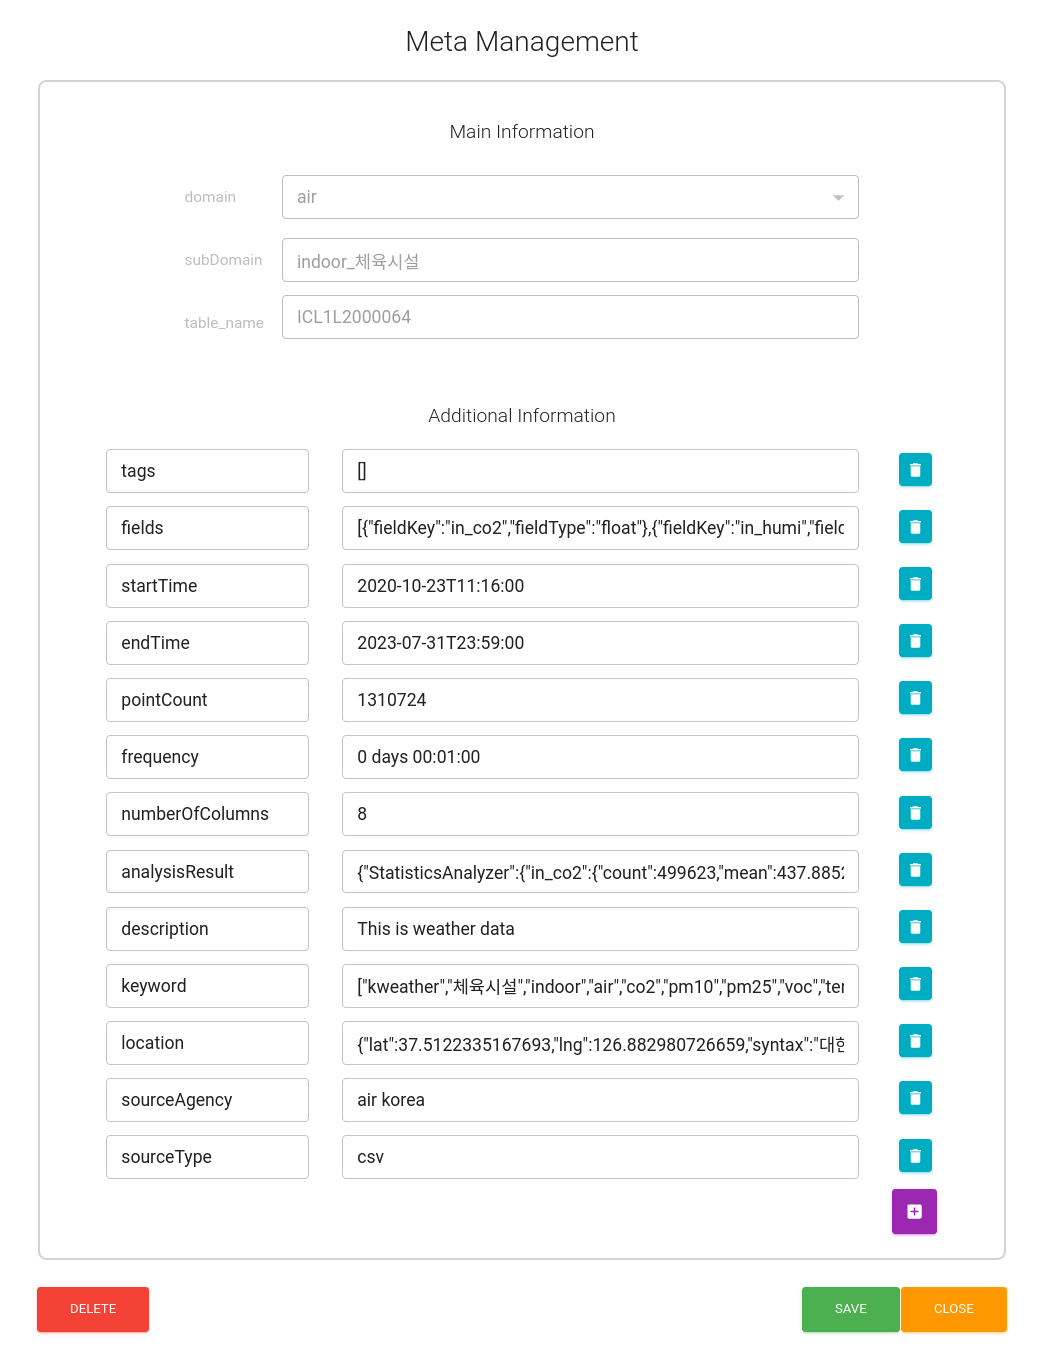 Meta Management
Main Information
domain air
subDomain indoor_체육시설
table_name ICL1L2000064
Additional Information
tags []
fields [{"fieldKey":"in_co2","fieldType":"float"},{"fieldKey":"in_humi","fielc
startTime 2020-10-23T11:16:00
endTime 2023-07-31T23:59:00
pointCount 1310724
frequency 0 days 00:01:00
numberOfColumns 8
analysisResult {"StatisticsAnalyzer":{"in_co2":{"count":499623,"mean":437.8852
description This is weather data
keyword ["kweather","체육시설","indoor","air","co2","pm10","pm25","voc","ter
location {"lat":37.5122335167693,"lng":126.882980726659,"syntax":"대한
sourceAgency air korea
sourceType csv
DELETE SAVE CLOSE